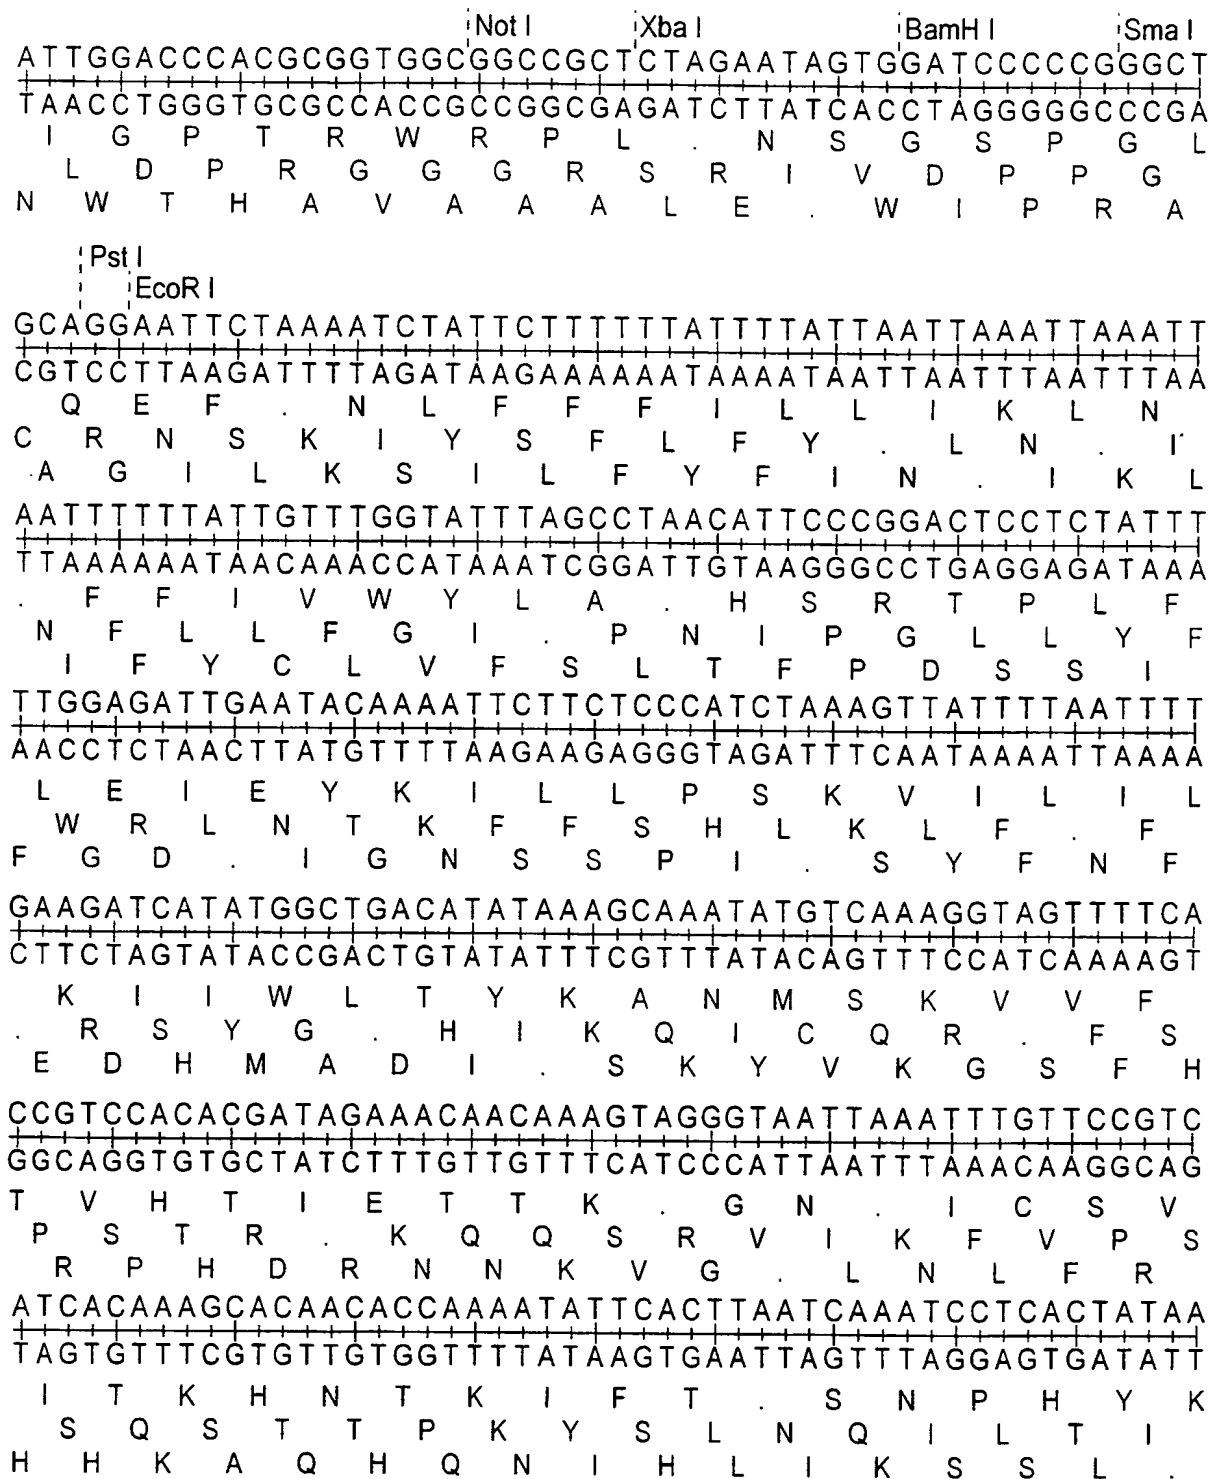 Not I Xba I BamH I Sma I
ATTGGACCCACGCGGTGGCGGCCGCTCTAGAATAGTGGATCCCCCGGGCT
TAACCTGGGTGCGCCACCGCCGGCGAGATCTTATCACCTAGGGGGCCCGA
I G P T R W R P L . N S G S P G L
L D P R G G G R S R I V D P P G
N W T H A V A A A L E . W I P R A
Pst I
EcoR I
GCAGGAATTCTAAAATCTATTCTTTTTTATTTTATTAATTAAATTAAATT
CGTCCTTAAGATTTTAGATAAGAAAAAATAAAATAATTAATTTAATTTAA
Q E F . N L F F F I L L I K L N
C R N S K I Y S F L F Y . L N . I
A G I L K S I L F Y F I N . I K L
AATTTTTTATTGTTTGGTATTTAGCCTAACATTCCCGGACTCCTCTATTT
TTAAAAAATAACAAACCATAAATCGGATTGTAAGGGCCTGAGGAGATAAA
. F F I V W Y L A . H S R T P L F
N F L L F G I . P N I P G L L Y F
I F Y C L V F S L T F P D S S I
TTGGAGATTGAATACAAAATTCTTCTCCCATCTAAAGTTATTTTAATTTT
AACCTCTAACTTATGTTTTAAGAAGAGGGTAGATTTCAATAAAATTAAAA
L E I E Y K I L L P S K V I L I L
W R L N T K F F S H L K L F . F
F G D . I G N S S P I . S Y F N F
GAAGATCATATGGCTGACATATAAAGCAAATATGTCAAAGGTAGTTTTCA
CTTCTAGTATACCGACTGTATATTTCGTTTATACAGTTTCCATCAAAAGT
K I I W L T Y K A N M S K V V F
. R S Y G . H I K Q I C Q R . F S
E D H M A D I . S K Y V K G S F H
CCGTCCACACGATAGAAACAACAAAGTAGGGTAATTAAATTTGTTCCGTC
GGCAGGTGTGCTATCTTTGTTGTTTCATCCCATTAATTTAAACAAGGCAG
T V H T I E T T K . G N . I C S V
P S T R . K Q Q S R V I K F V P S
R P H D R N N K V G . L N L F R
ATCACAAAGCACAACACCAAAATATTCACTTAATCAAATCCTCACTATAA
TAGTGTTTCGTGTTGTGGTTTTATAAGTGAATTAGTTTAGGAGTGATATT
I T K H N T K I F T . S N P H Y K
S Q S T T P K Y S L N Q I L T I
H H K A Q H Q N I H L I K S S L .